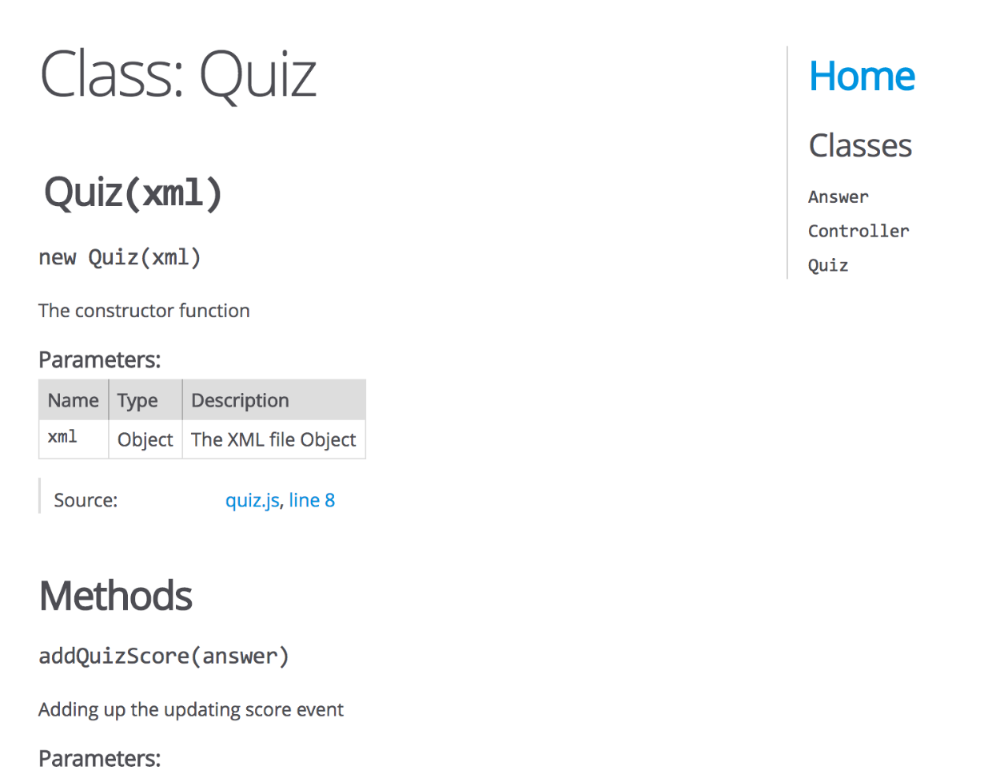 Class: Quiz
Quiz(xml)
new Quiz(xml)
The constructor function
Parameters:
Name Type Description
xml Object The XML file Object
Source: quiz.js, line 8
Methods
addQuizScore(answer)
Adding up the updating score event
Parameters:
Home
Classes
Answer
Controller
Quiz